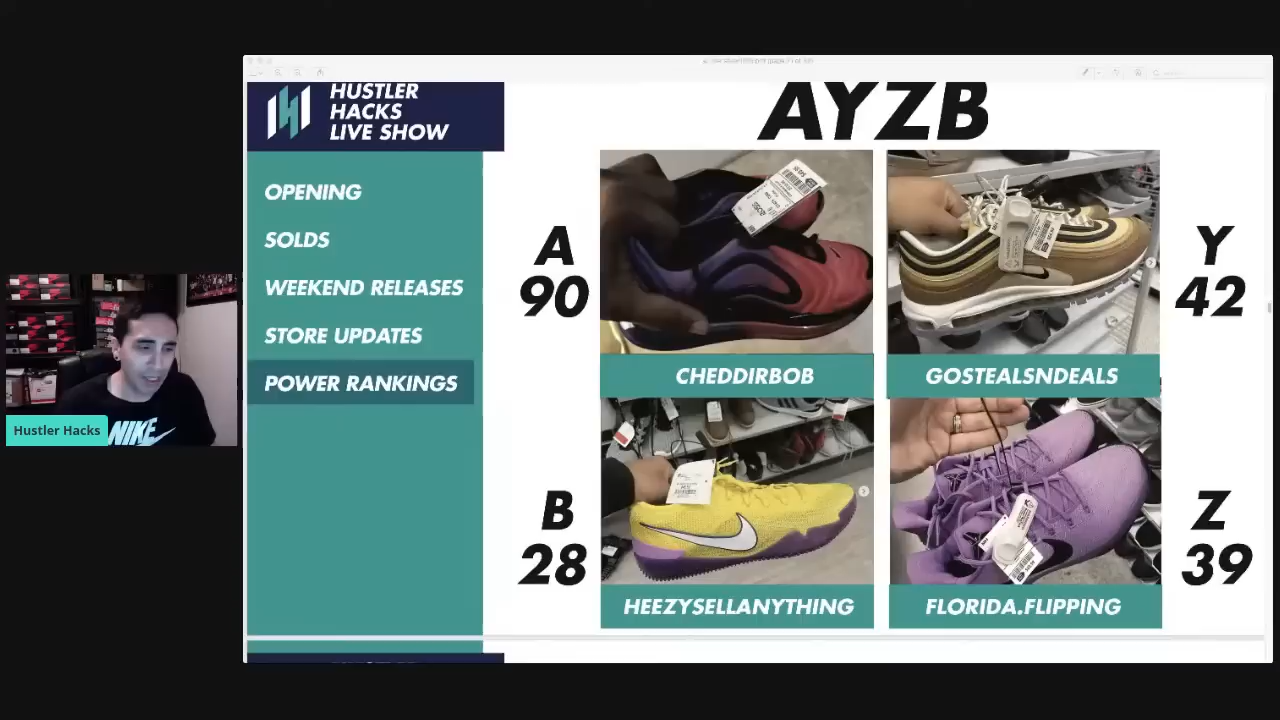 HUSTLER
HACKS
LIVE SHOW
OPENING
SOLDS
WEEKEND RELEASES
STORE UPDATES
POWER RANKINGS
Hustler Hacks
NIKE
AYZB
A
90
Y
42
CHEDDIRBOB
GOSTEALSNDEALS
B
28
Z
39
HEEZYSELLANYTHING
FLORIDA.FLIPPING